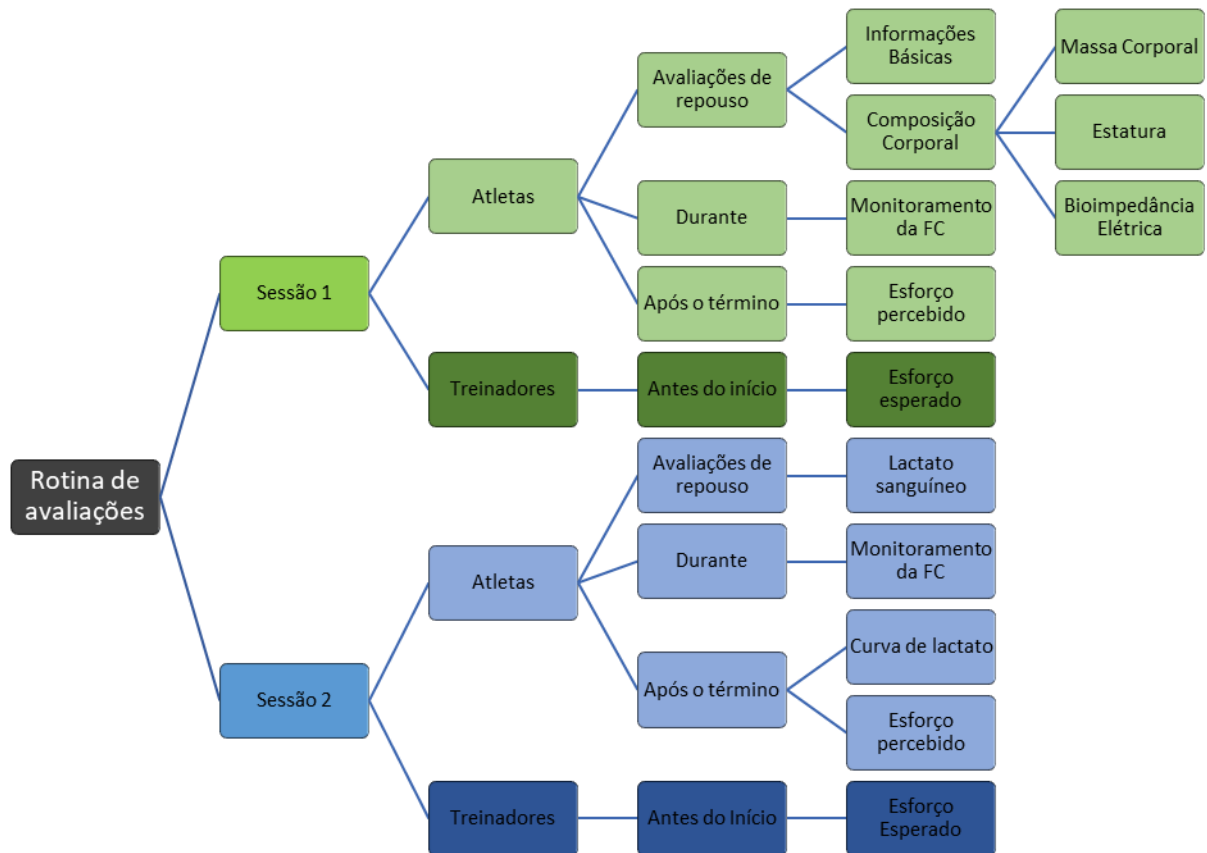 Rotina de
avaliações
Sessão 1
Atletas
Avaliações de
repouso
Informações
Básicas
Composição
Corporal
Massa Corporal
Estatura
Bioimpedância
Elétrica
Durante
Monitoramento
da FC
Após o término
Esforço
percebido
Treinadores
Antes do início
Esforço
esperado
Sessão 2
Atletas
Avaliações de
repouso
Lactato
sanguíneo
Durante
Monitoramento
da FC
Após o término
Curva de lactato
Esforço
percebido
Treinadores
Antes do Início
Esforço
Esperado